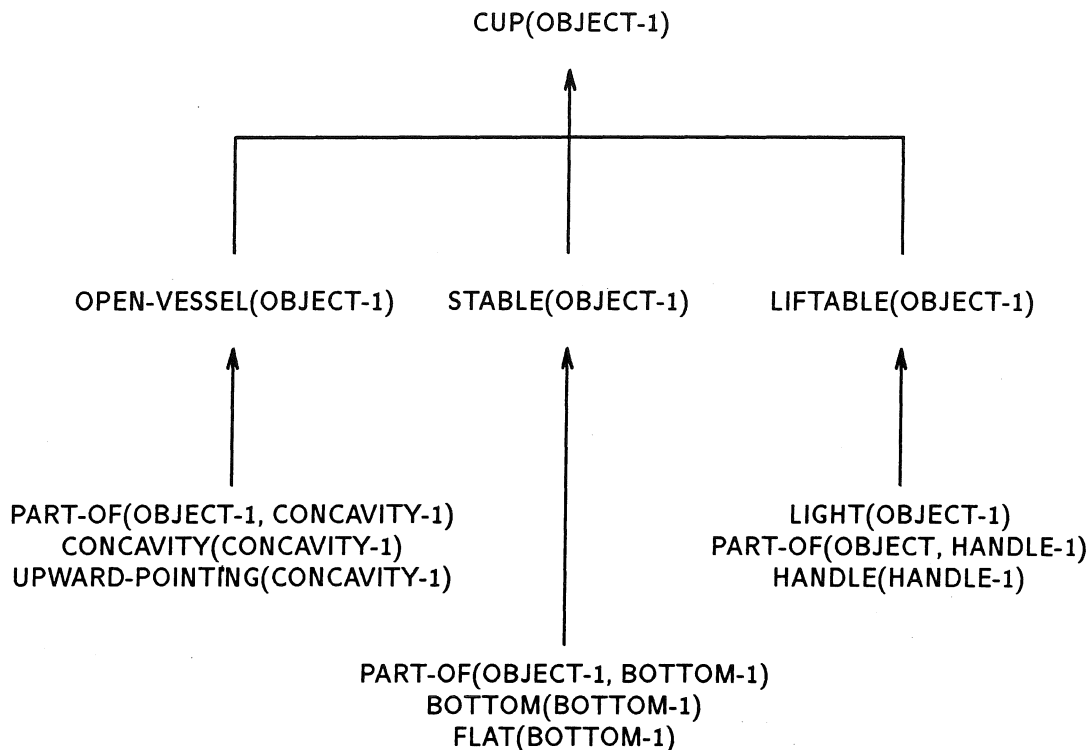 CUP(OBJECT-1)
OPEN-VESSEL(OBJECT-1)
STABLE(OBJECT-1)
LIFTABLE(OBJECT-1)
PART-OF(OBJECT-1, CONCAVITY-1)
CONCAVITY(CONCAVITY-1)
UPWARD-POINTING(CONCAVITY-1)
LIGHT(OBJECT-1)
PART-OF(OBJECT, HANDLE-1)
HANDLE(HANDLE-1)
PART-OF(OBJECT-1, BOTTOM-1)
BOTTOM(BOTTOM-1)
FLAT(BOTTOM-1)